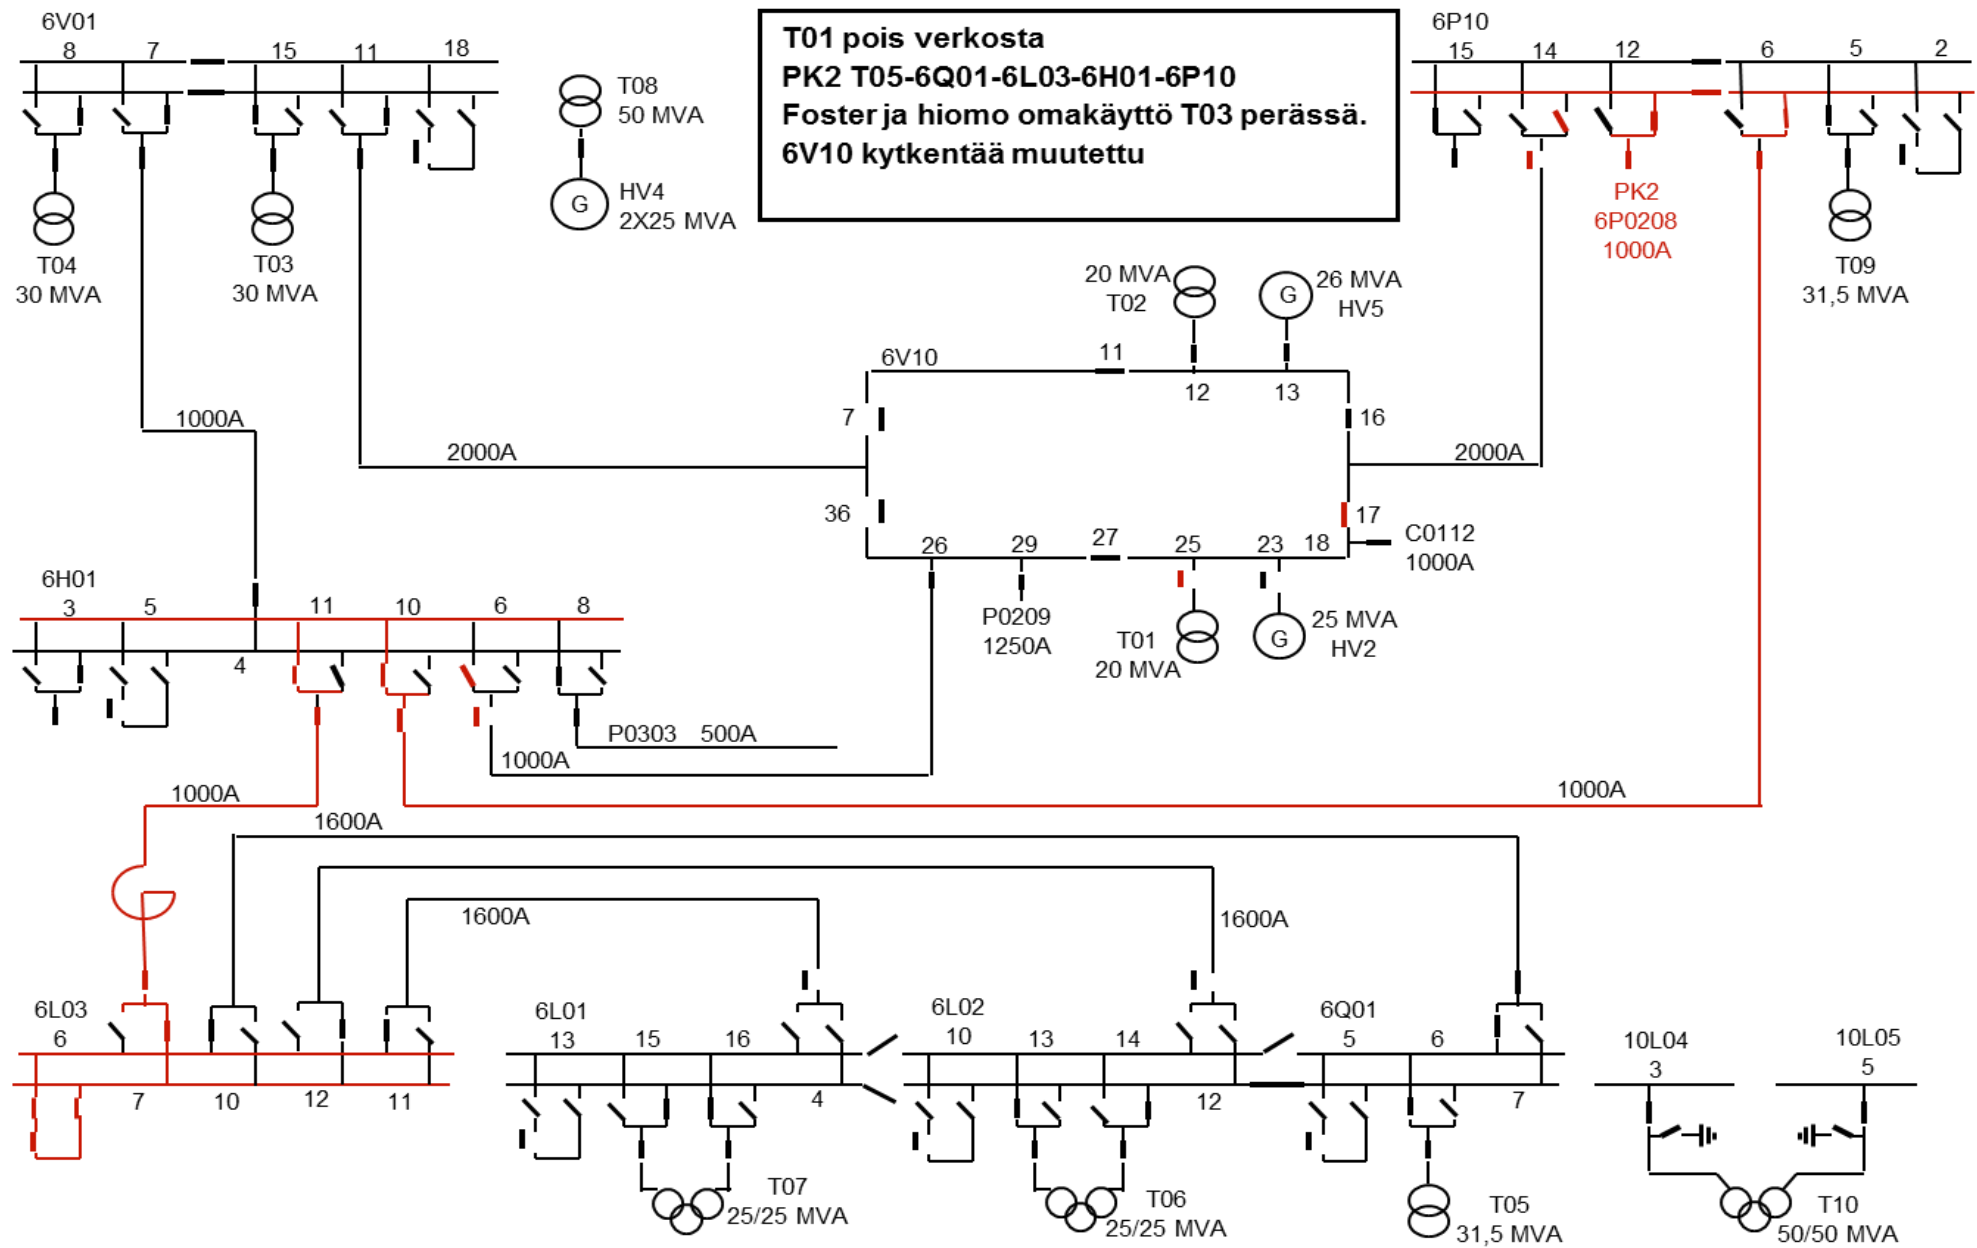 6V01
8 7 15 11 18
T08
50 MVA
HV4
2X25 MVA
G
T04
30 MVA
T03
30 MVA
T01 pois verkosta
PK2 T05-6Q01-6L03-6H01-6P10
Foster ja hiomo omakäyttö T03 perässä.
6V10 kytkentää muutettu
6P10
15 14 12 6 5 2
PK2
6P0208
1000A
T09
31,5 MVA
20 MVA
T02
G
26 MVA
HV5
6V10
11
12 13
7
16
1000A
2000A
2000A
36
17
26 29 27 25 23 18
C0112
1000A
P0209
1250A
T01
20 MVA
G
25 MVA
HV2
6H01
3 5 11 10 6 8
4
P0303 500A
1000A
1000A
1000A
1600A
1600A
1600A
6L03
6
7 10 12 11
6L01
13 15 16
4
6L02
10 13 14
12
6Q01
5 6
7
10L04
3
10L05
5
T07
25/25 MVA
T06
25/25 MVA
T05
31,5 MVA
T10
50/50 MVA